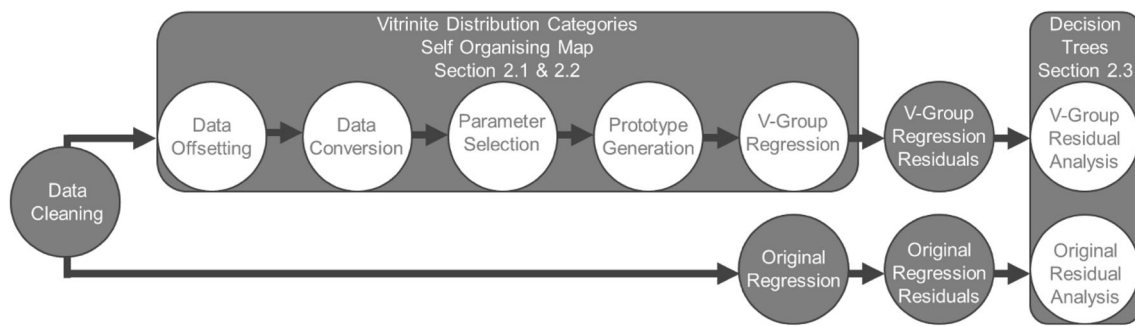 Vitrinite Distribution Categories
Self Organising Map
Section 2.1 & 2.2
Decision
Trees
Section 2.3
Data
Cleaning
Data
Offsetting
Data
Conversion
Parameter
Selection
Prototype
Generation
V-Group
Regression
V-Group
Regression
Residuals
V-Group
Residual
Analysis
Original
Regression
Original
Regression
Residuals
Original
Residual
Analysis